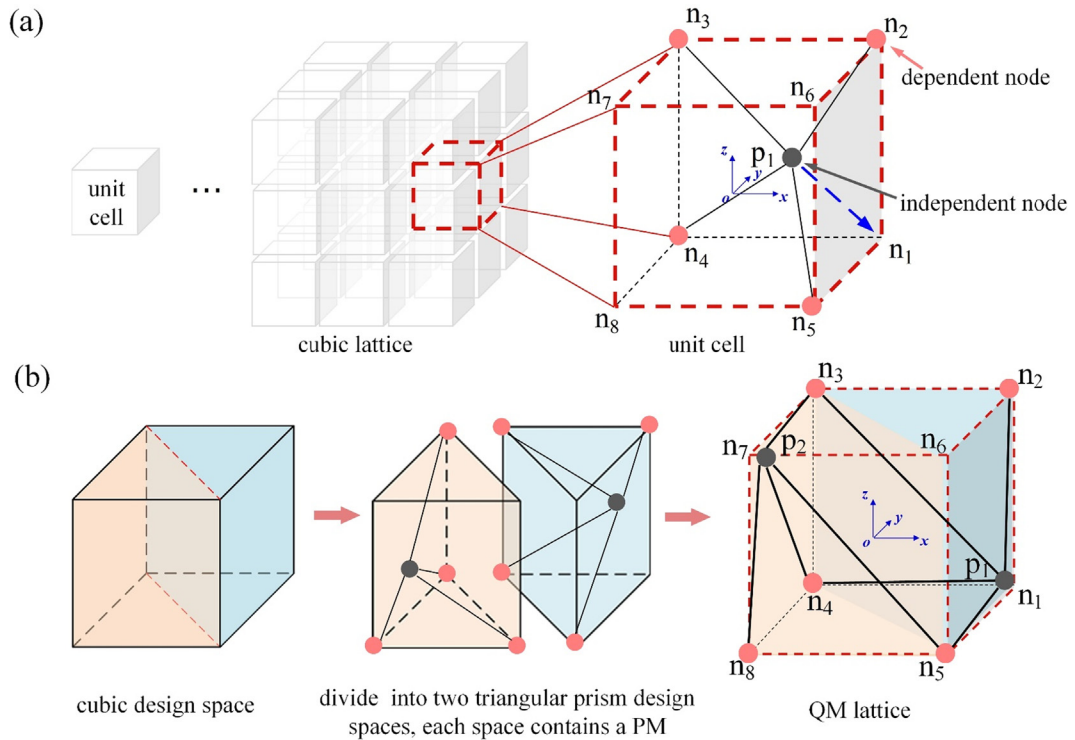 (a)
n3
n2
dependent node
n7
n6
p1
z
y
o
x
unit
cell
...
independent node
n4
n1
n8
n5
cubic lattice
unit cell
(b)
n3
n2
n7
p2
n6
z
y
o
x
p1
n4
n1
n8
n5
cubic design space
divide into two triangular prism design
spaces, each space contains a PM
QM lattice